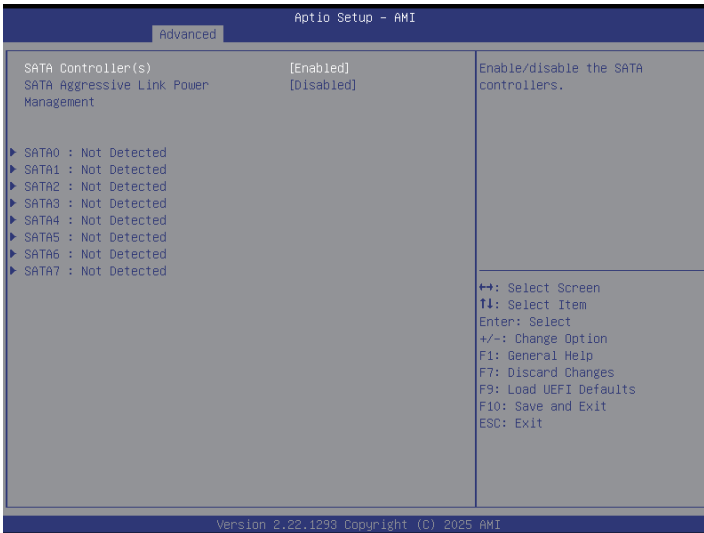 Aptio Setup – AMI
Advanced
SATA Controller(s) [Enabled]
SATA Aggressive Link Power [Disabled]
Management
SATA0 : Not Detected
SATA1 : Not Detected
SATA2 : Not Detected
SATA3 : Not Detected
SATA4 : Not Detected
SATA5 : Not Detected
SATA6 : Not Detected
SATA7 : Not Detected
Enable/disable the SATA
controllers.
↔: Select Screen
↑↓: Select Item
Enter: Select
+/-: Change Option
F1: General Help
F7: Discard Changes
F9: Load UEFI Defaults
F10: Save and Exit
ESC: Exit
Version 2.22.1293 Copyright (C) 2025 AMI